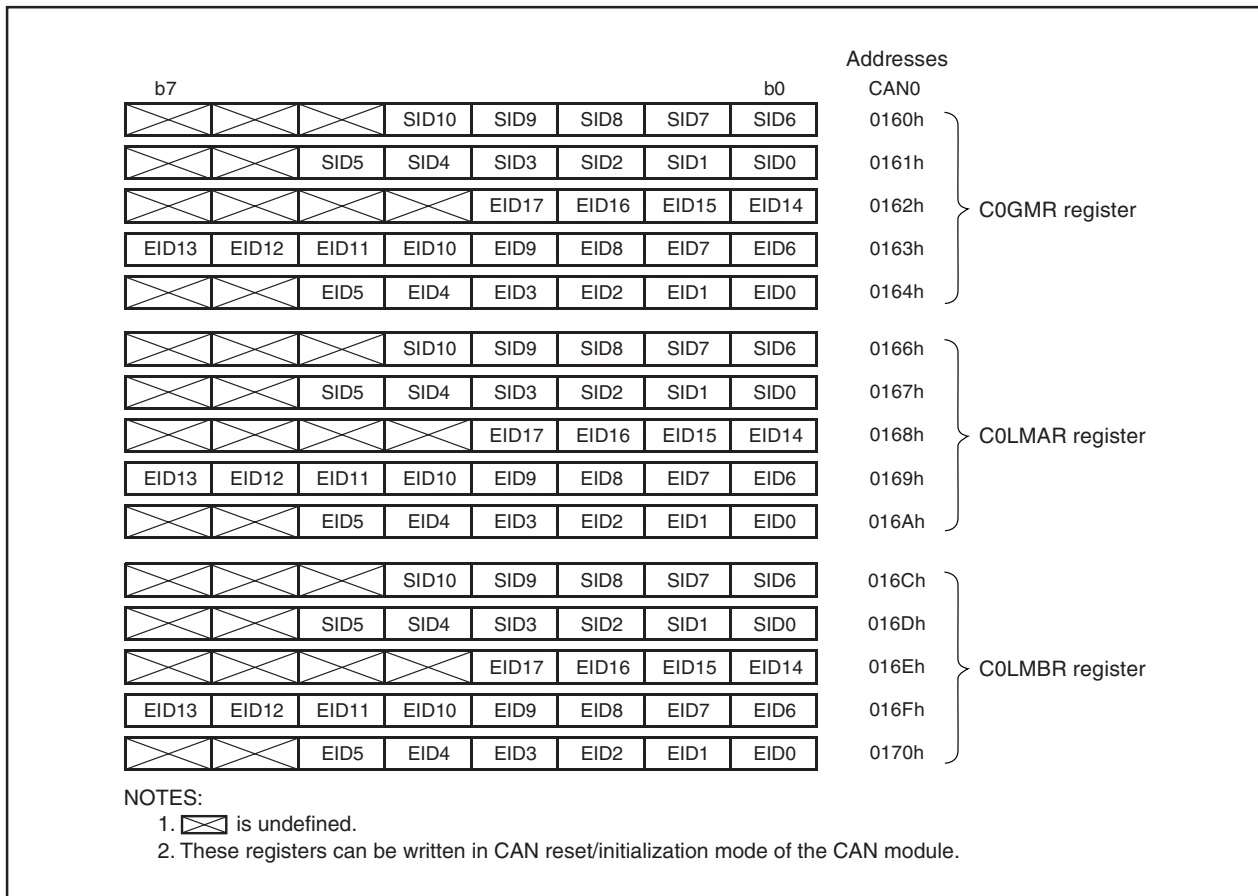 Addresses
b7 b0 CAN0
SID10 SID9 SID8 SID7 SID6 0160h
SID5 SID4 SID3 SID2 SID1 SID0 0161h
EID17 EID16 EID15 EID14 0162h
C0GMR register
EID13 EID12 EID11 EID10 EID9 EID8 EID7 EID6 0163h
EID5 EID4 EID3 EID2 EID1 EID0 0164h
SID10 SID9 SID8 SID7 SID6 0166h
SID5 SID4 SID3 SID2 SID1 SID0 0167h
EID17 EID16 EID15 EID14 0168h C0LMAR register
EID13 EID12 EID11 EID10 EID9 EID8 EID7 EID6 0169h
EID5 EID4 EID3 EID2 EID1 EID0 016Ah
SID10 SID9 SID8 SID7 SID6 016Ch
SID5 SID4 SID3 SID2 SID1 SID0 016Dh
EID17 EID16 EID15 EID14 016Eh C0LMBR register
EID13 EID12 EID11 EID10 EID9 EID8 EID7 EID6 016Fh
EID5 EID4 EID3 EID2 EID1 EID0 0170h
NOTES:
1. is undefined.
2. These registers can be written in CAN reset/initialization mode of the CAN module.